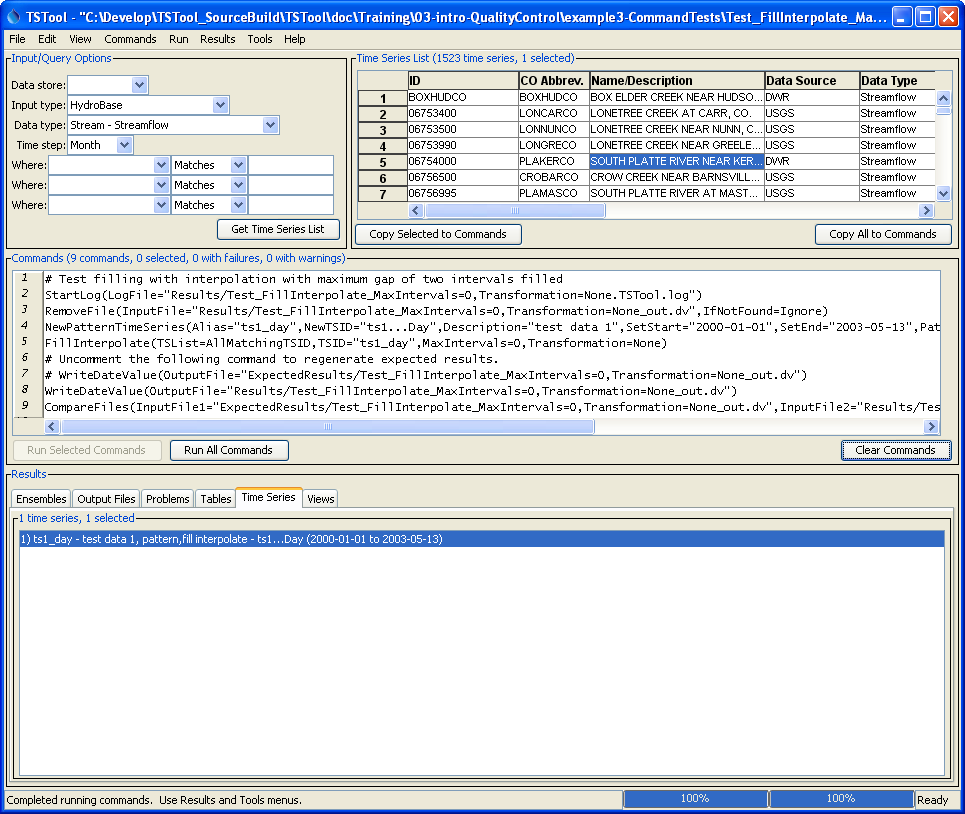 TSTool - "C:\Develop\TSTool_SourceBuild\TSTool\doc\Training\03-intro-QualityControl\example3-CommandTests\Test_FillInterpolate_Ma...
File Edit View Commands Run Results Tools Help
Input/Query Options
Data store:
Input type: HydroBase
Data type: Stream - Streamflow
Time step: Month
Where: Matches
Where: Matches
Where: Matches
Get Time Series List
Time Series List (1523 time series, 1 selected)
ID CO Abbrev. Name/Description Data Source Data Type
1 BOXHUDCO BOXHUDCO BOX ELDER CREEK NEAR HUDSO... DWR Streamflow
2 06753400 LONCARCO LONETREE CREEK AT CARR, CO. USGS Streamflow
3 06753500 LONNUNCO LONETREE CREEK NEAR NUNN, C... USGS Streamflow
4 06753990 LONGRECO LONETREE CREEK NEAR GREELE... USGS Streamflow
5 06754000 PLAKERCO SOUTH PLATTE RIVER NEAR KER... DWR Streamflow
6 06756500 CROBARCO CROW CREEK NEAR BARNSVILL... USGS Streamflow
7 06756995 PLAMASCO SOUTH PLATTE RIVER AT MAST... USGS Streamflow
Copy Selected to Commands Copy All to Commands
Commands (9 commands, 0 selected, 0 with failures, 0 with warnings)
1 # Test filling with interpolation with maximum gap of two intervals filled
2 StartLog(LogFile="Results/Test_FillInterpolate_MaxIntervals=0,Transformation=None.TSTool.log")
3 RemoveFile(InputFile="Results/Test_FillInterpolate_MaxIntervals=0,Transformation=None_out.dv",IfNotFound=Ignore)
4 NewPatternTimeSeries(Alias="ts1_day",NewTSID="ts1...Day",Description="test data 1",SetStart="2000-01-01",SetEnd="2003-05-13",Pat
5 FillInterpolate(TSList=AllMatchingTSID,TSID="ts1_day",MaxIntervals=0,Transformation=None)
6 # Uncomment the following command to regenerate expected results.
7 # WriteDateValue(OutputFile="ExpectedResults/Test_FillInterpolate_MaxIntervals=0,Transformation=None_out.dv")
8 WriteDateValue(OutputFile="Results/Test_FillInterpolate_MaxIntervals=0,Transformation=None_out.dv")
9 CompareFiles(InputFile1="ExpectedResults/Test_FillInterpolate_MaxIntervals=0,Transformation=None_out.dv",InputFile2="Results/Tes
Run Selected Commands Run All Commands Clear Commands
Results
Ensembles Output Files Problems Tables Time Series Views
1 time series, 1 selected
1) ts1_day - test data 1, pattern,fill interpolate - ts1...Day (2000-01-01 to 2003-05-13)
Completed running commands. Use Results and Tools menus. 100% 100% Ready